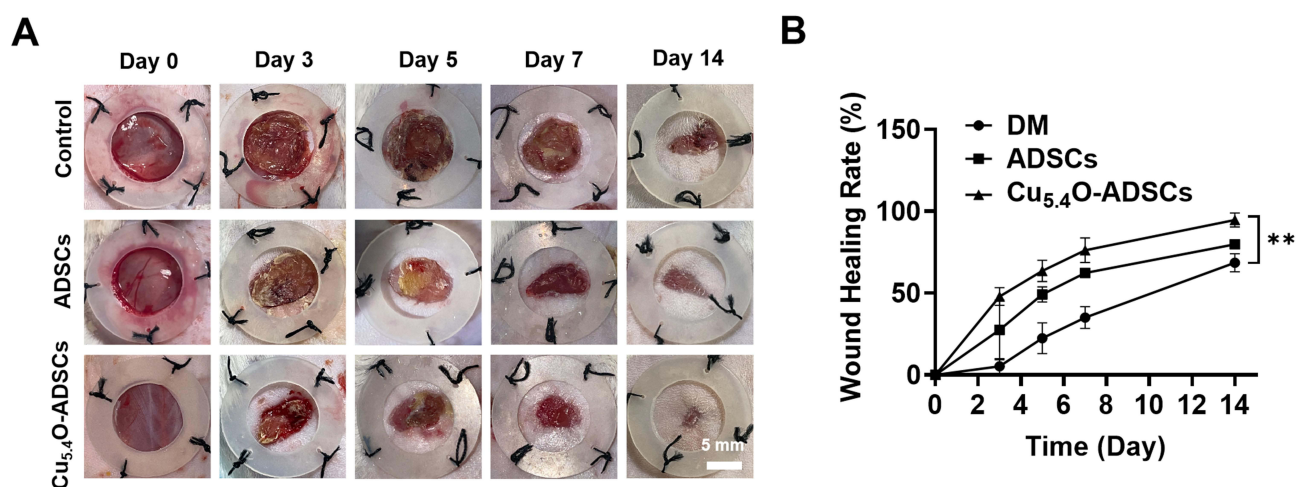 A
Day 0 Day 3 Day 5 Day 7 Day 14
Control
ADSCs
Cu5.4O-ADSCs
5 mm
B
Wound Healing Rate (%)
150
100
50
0
DM
ADSCs
Cu5.4O-ADSCs
**
0 2 4 6 8 10 12 14
Time (Day)